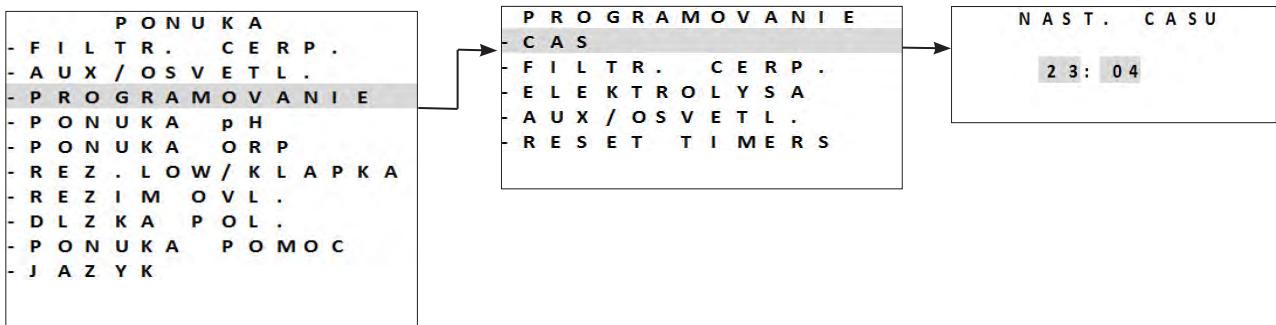 PONUKA
- FILTR. CERP.
- AUX/OSVETL.
- PROGRAMOVANIE
- PONUKA pH
- PONUKA ORP
- REZ.LOW/KLAPKA
- REZIM OVL.
- DLZKA POL.
- PONUKA POMOC
- JAZYK
PROGRAMOVANIE
- CAS
- FILTR. CERP.
- ELEKTROLYSA
- AUX/OSVETL.
- RESET TIMERS
NAST. CASU
23: 04